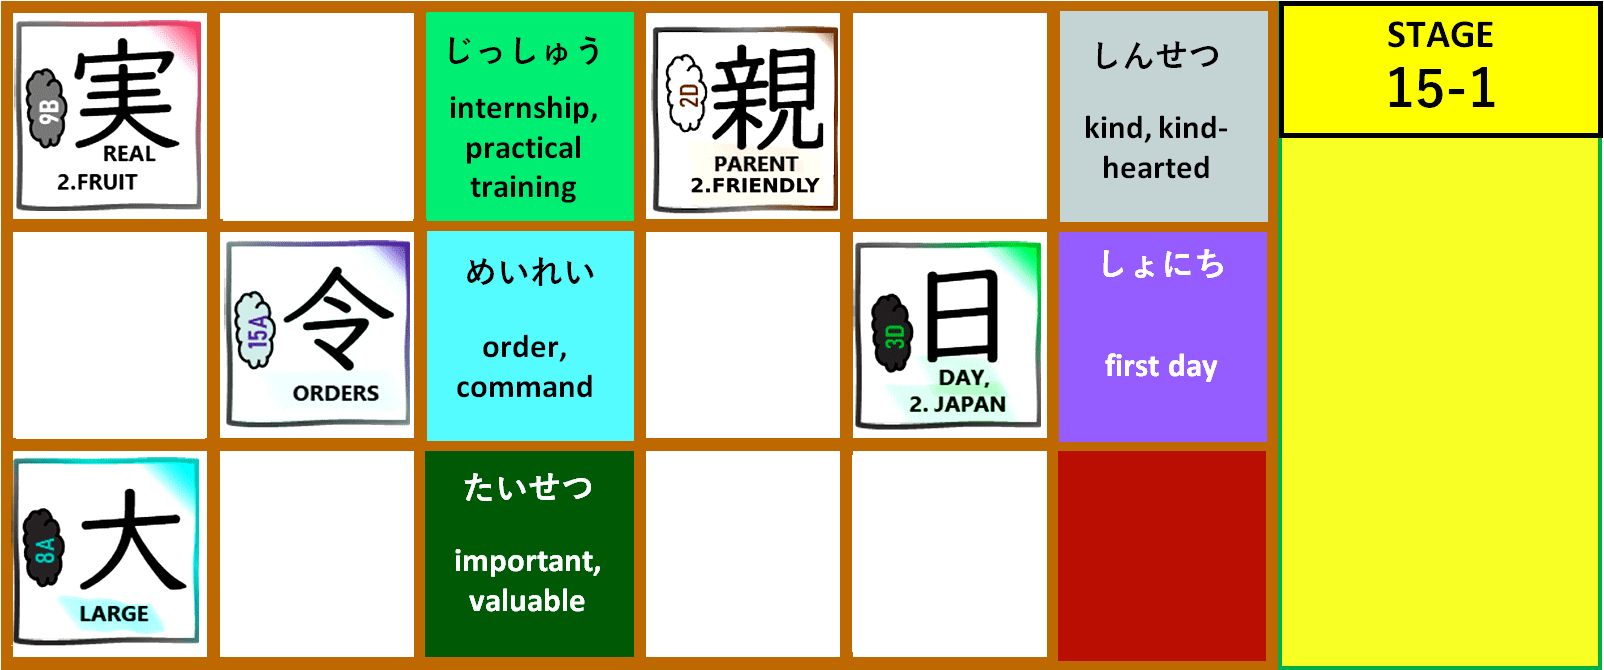 9B
実
REAL
2.FRUIT
じっしゅう
internship,
practical
training
2D
親
PARENT
2.FRIENDLY
しんせつ
kind, kind-
hearted
STAGE
15-1
15A
令
ORDERS
めいれい
order,
command
3D
日
DAY,
2. JAPAN
しょにち
first day
8A
大
LARGE
たいせつ
important,
valuable